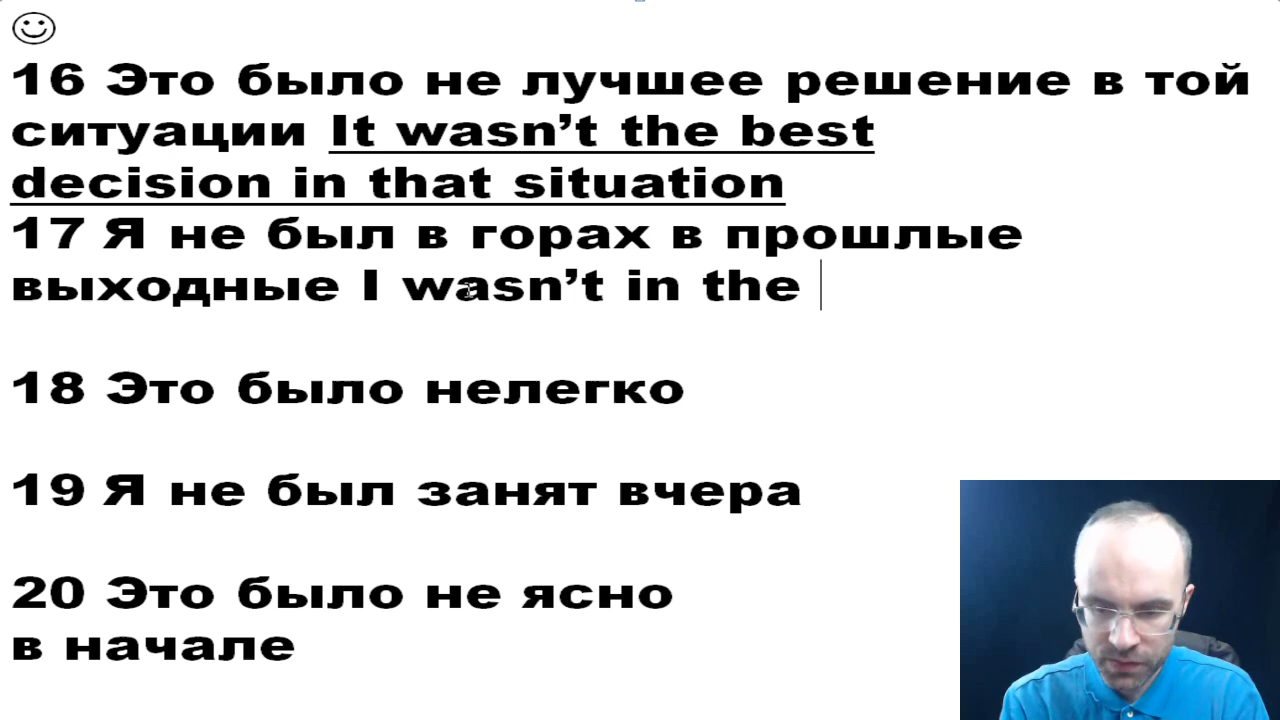 16 Это было не лучшее решение в той
ситуации It wasn’t the best
decision in that situation
17 Я не был в горах в прошлые
выходные I wasn’t in the
18 Это было нелегко
19 Я не был занят вчера
20 Это было не ясно
в начале